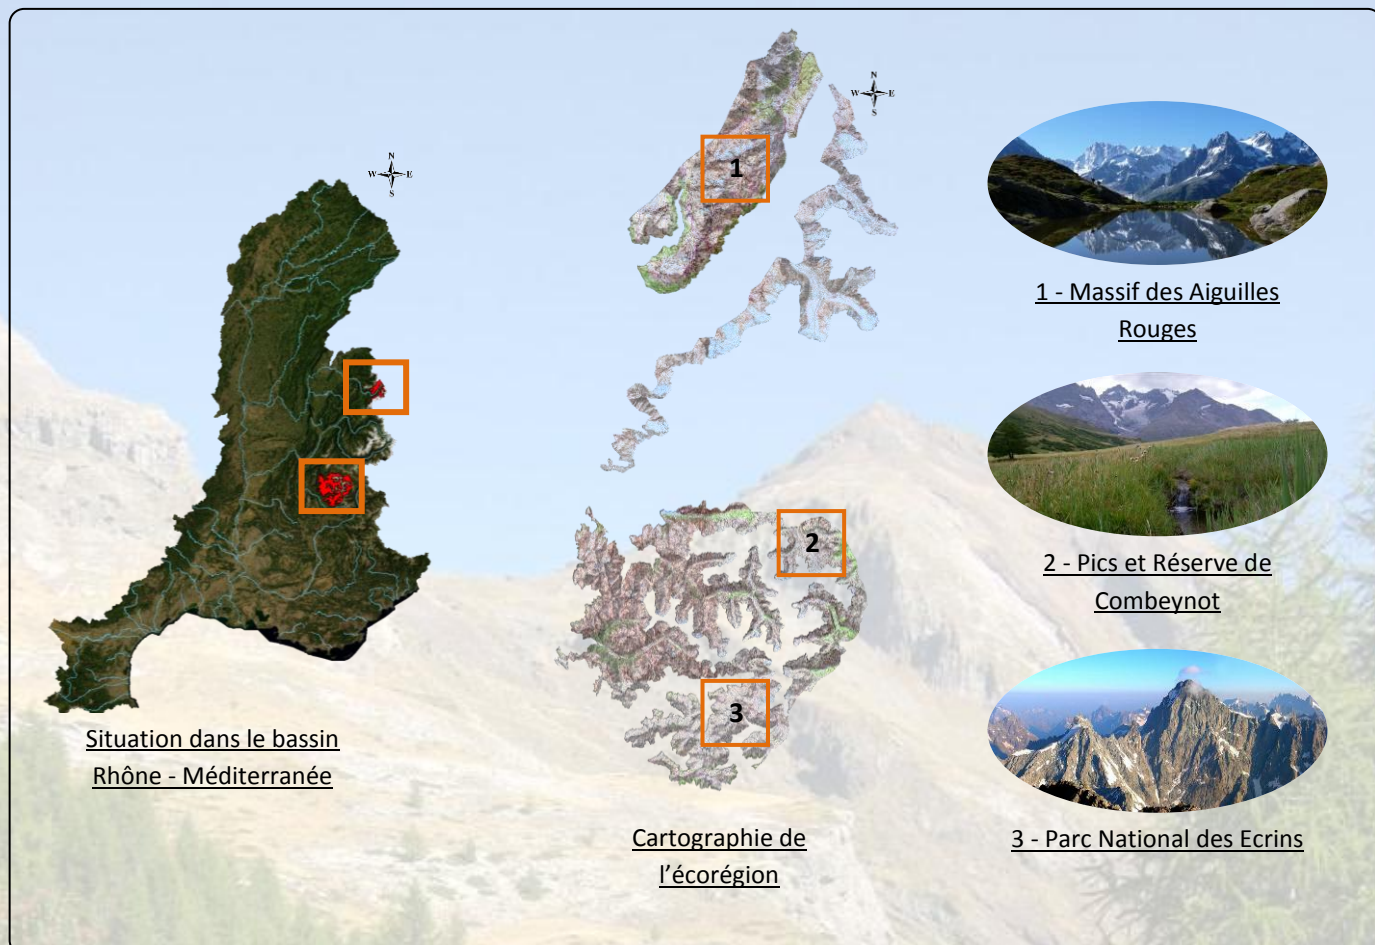 N
W E
S
Situation dans le bassin
Rhône - Méditerranée
N
W E
S
1
2
3
Cartographie de
l'écorégion
1 - Massif des Aiguilles
Rouges
2 - Pics et Réserve de
Combeynot
3 - Parc National des Ecrins